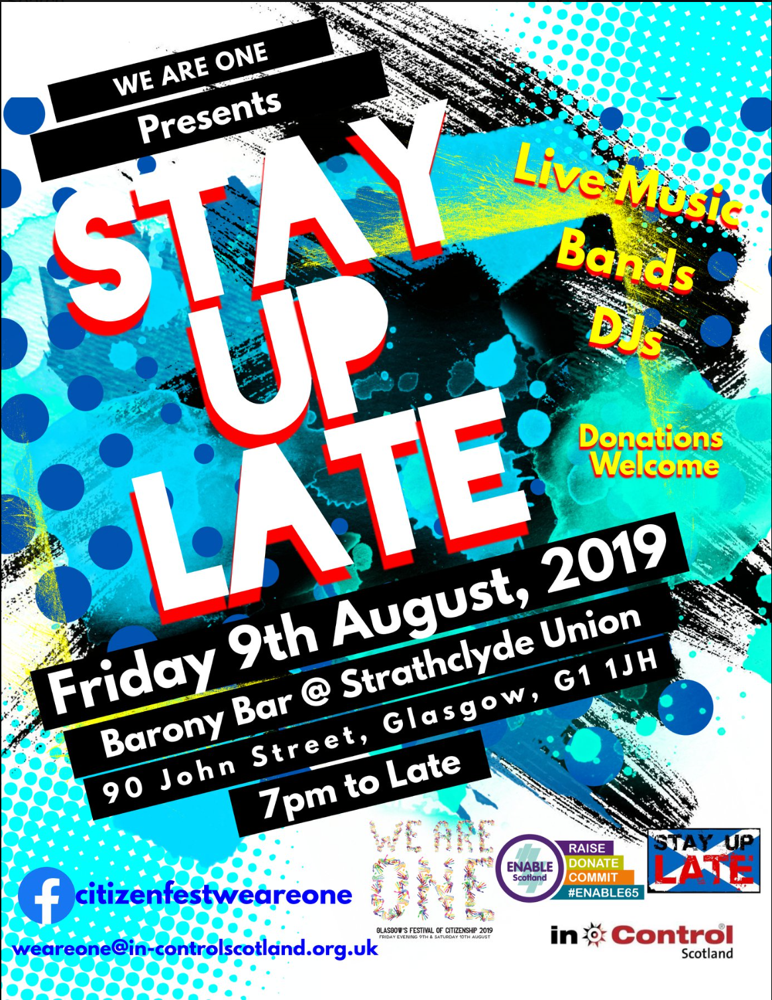 WE ARE ONE
Presents
STAY
UP
LATE
Live Music
Bands
DJs
Donations
Welcome
Friday 9th August, 2019
Barony Bar @ Strathclyde Union
90 John Street, Glasgow, G1 1JH
7pm to Late
citizenfestweareone
weareone@in-controlscotland.org.uk
WE ARE
ONE
GLASGOW'S FESTIVAL OF CITIZENSHIP 2019
FRIDAY EVENING 9TH & SATURDAY 10TH AUGUST
ENABLE
Scotland
RAISE
DONATE
COMMIT
#ENABLE65
STAY UP
LATE
in Control®
Scotland